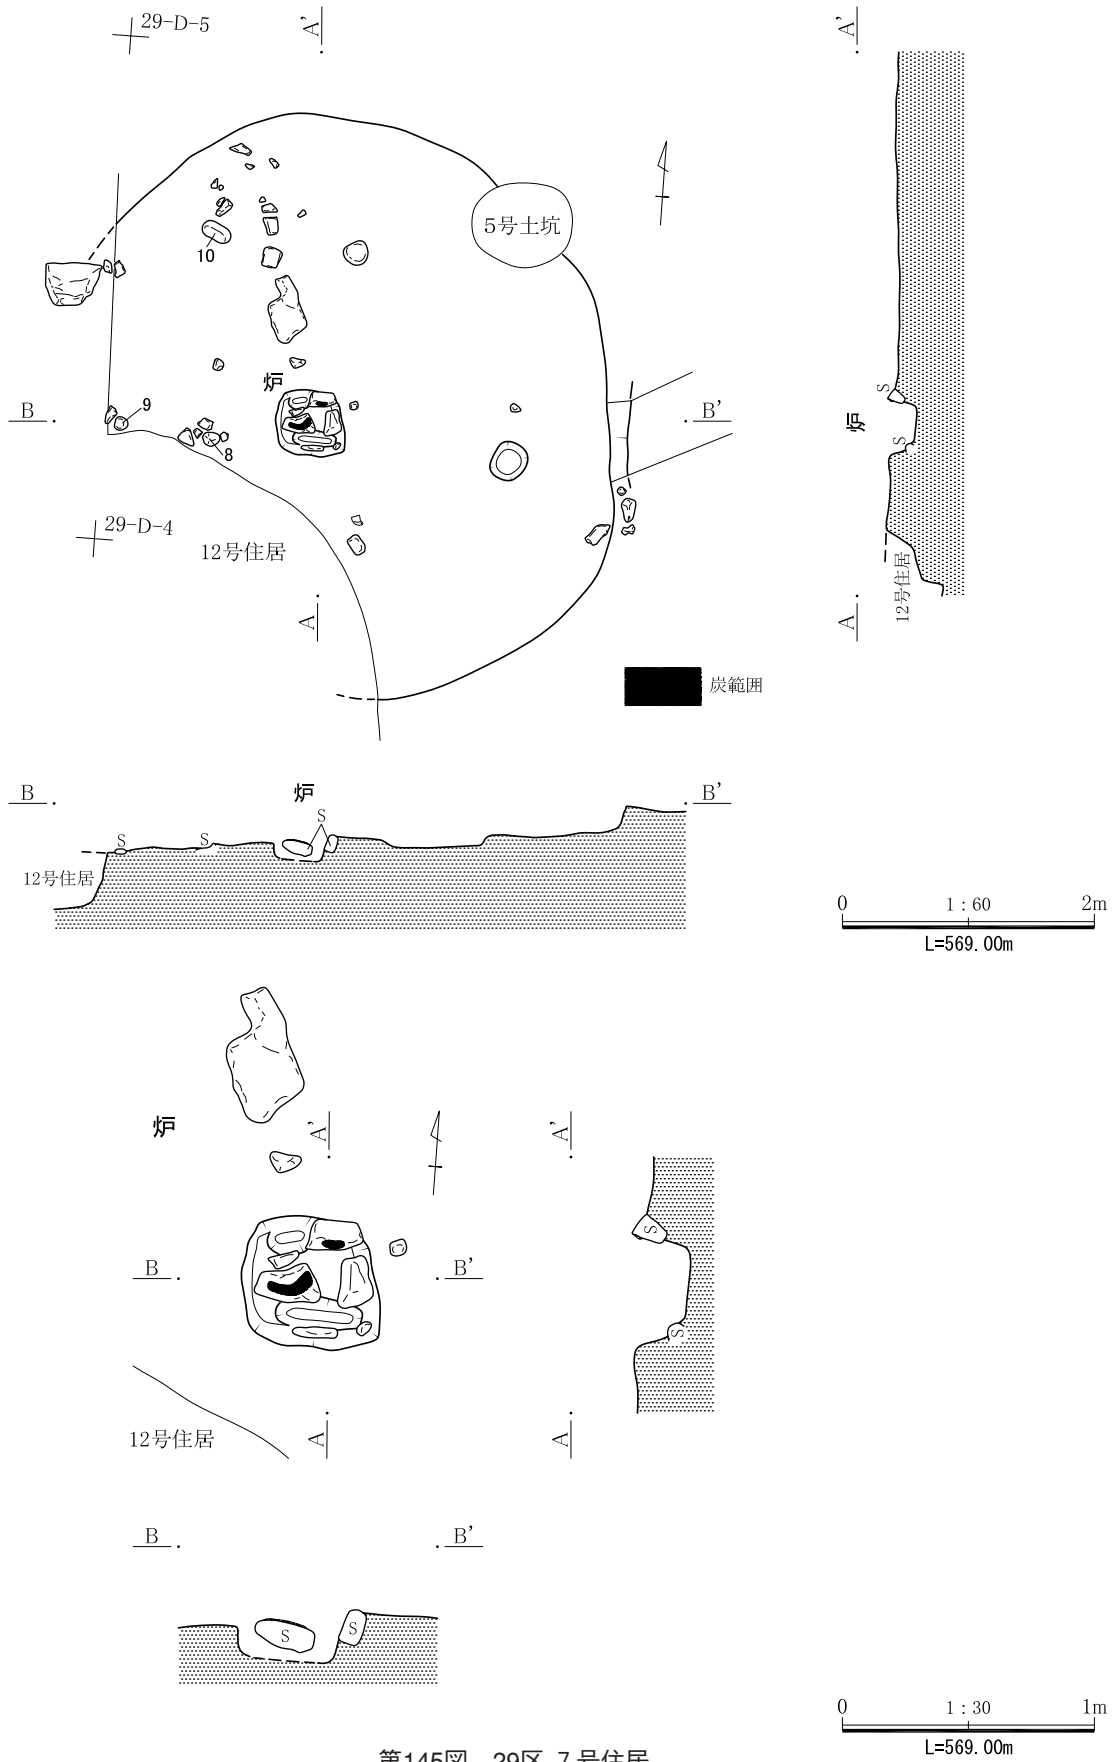 29-D-5
A'
A'
5号土坑
10
炉
9
8
B
B'
S
炉
S
29-D-4
12号住居
12号住居
A
A
炭範囲
B
B'
炉
S
S
S
12号住居
0
1：60
2m
L=569.00m
炉
A'
A'
B
B'
S
S
12号住居
A
A
B
B'
S
S
0
1：30
1m
L=569.00m
第145図　29区 7号住居